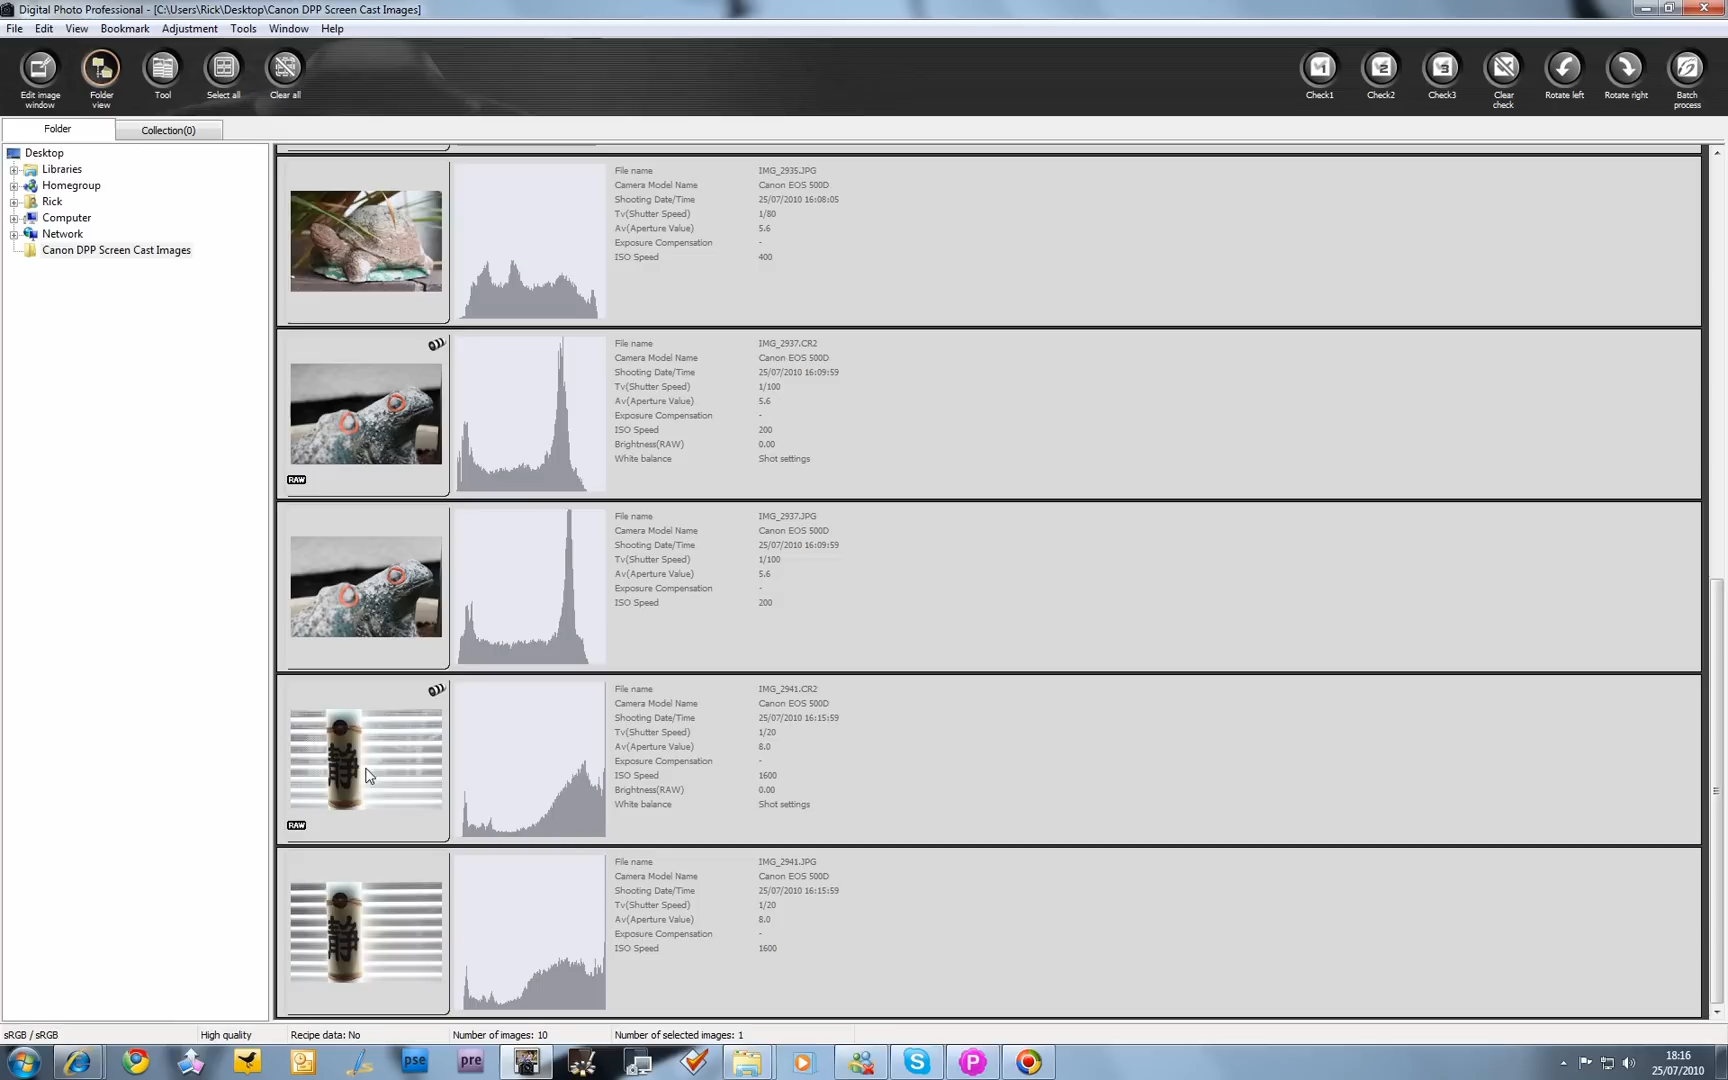 Digital Photo Professional - [C:\Users\Rick\Desktop\Canon DPP Screen Cast Images]
File Edit View Bookmark Adjustment Tools Window Help
Edit image window
Folder view
Tool
Select all
Clear all
Check1
Check2
Check3
Clear check
Rotate left
Rotate right
Batch process
Folder
Collection(0)
Desktop
Libraries
Homegroup
Rick
Computer
Network
Canon DPP Screen Cast Images
File name IMG_2935.JPG
Camera Model Name Canon EOS 500D
Shooting Date/Time 25/07/2010 16:08:05
Tv(Shutter Speed) 1/80
Av(Aperture Value) 5.6
Exposure Compensation -
ISO Speed 400
RAW
File name IMG_2937.CR2
Camera Model Name Canon EOS 500D
Shooting Date/Time 25/07/2010 16:09:59
Tv(Shutter Speed) 1/100
Av(Aperture Value) 5.6
Exposure Compensation -
ISO Speed 200
Brightness(RAW) 0.00
White balance Shot settings
File name IMG_2937.JPG
Camera Model Name Canon EOS 500D
Shooting Date/Time 25/07/2010 16:09:59
Tv(Shutter Speed) 1/100
Av(Aperture Value) 5.6
Exposure Compensation -
ISO Speed 200
RAW
File name IMG_2941.CR2
Camera Model Name Canon EOS 500D
Shooting Date/Time 25/07/2010 16:15:59
Tv(Shutter Speed) 1/20
Av(Aperture Value) 8.0
Exposure Compensation -
ISO Speed 1600
Brightness(RAW) 0.00
White balance Shot settings
File name IMG_2941.JPG
Camera Model Name Canon EOS 500D
Shooting Date/Time 25/07/2010 16:15:59
Tv(Shutter Speed) 1/20
Av(Aperture Value) 8.0
Exposure Compensation -
ISO Speed 1600
sRGB / sRGB
High quality
Recipe data: No
Number of images: 10
Number of selected images: 1
pse
pre
18:16
25/07/2010